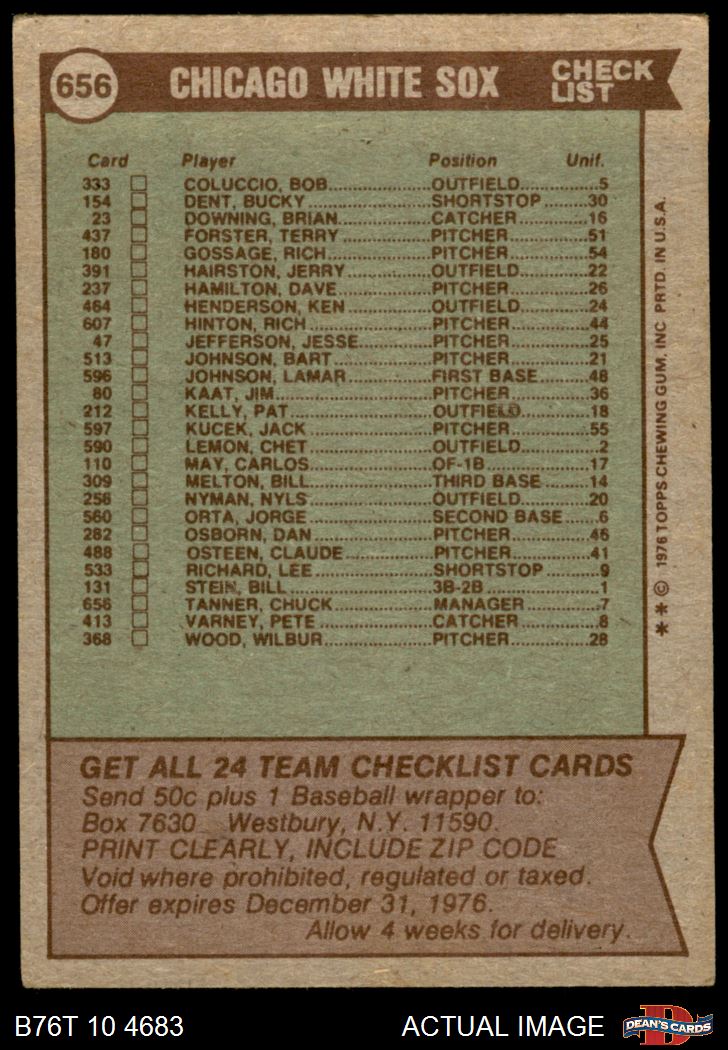 656 CHICAGO WHITE SOX CHECK LIST
Card Player Position Unif.
333 COLUCCIO, BOB OUTFIELD 5
154 DENT, BUCKY SHORTSTOP 30
23 DOWNING, BRIAN CATCHER 16
437 FORSTER, TERRY PITCHER 51
180 GOSSAGE, RICH PITCHER 54
391 HAIRSTON, JERRY OUTFIELD 22
237 HAMILTON, DAVE PITCHER 26
464 HENDERSON, KEN OUTFIELD 24
607 HINTON, RICH PITCHER 44
47 JEFFERSON, JESSE PITCHER 25
513 JOHNSON, BART PITCHER 21
596 JOHNSON, LAMAR FIRST BASE 48
80 KAAT, JIM PITCHER 36
212 KELLY, PAT OUTFIELD 18
597 KUCEK, JACK PITCHER 55
590 LEMON, CHET OUTFIELD 2
110 MAY, CARLOS OF-1B 17
309 MELTON, BILL THIRD BASE 14
256 NYMAN, NYLS OUTFIELD 20
560 ORTA, JORGE SECOND BASE 6
282 OSBORN, DAN PITCHER 46
488 OSTEEN, CLAUDE PITCHER 41
533 RICHARD, LEE SHORTSTOP 9
131 STEIN, BILL 3B-2B 1
656 TANNER, CHUCK MANAGER 7
413 VARNEY, PETE CATCHER 8
368 WOOD, WILBUR PITCHER 28
**© 1976 TOPPS CHEWING GUM, INC PRTD. IN U.S.A.
GET ALL 24 TEAM CHECKLIST CARDS
Send 50c plus 1 Baseball wrapper to:
Box 7630 Westbury, N.Y. 11590.
PRINT CLEARLY, INCLUDE ZIP CODE
Void where prohibited, regulated or taxed.
Offer expires December 31, 1976.
Allow 4 weeks for delivery.
B76T 10 4683 ACTUAL IMAGE D DEAN'S CARDS